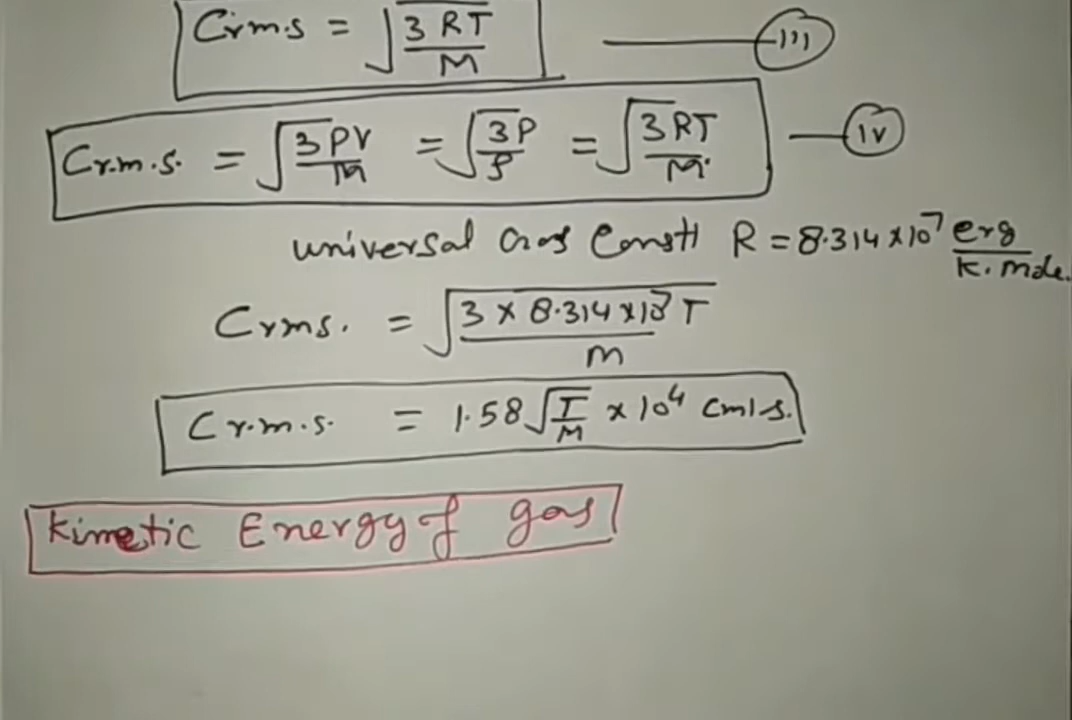 Crms = √3RT/M —(iii)
Cr.m.s. = √3PV/M = √3P/ρ = √3RT/M —(iv)
universal Gas Constt R = 8.314 x 10⁷ erg/K.mole.
Crms. = √3 x 8.314 x 10⁷ T/m
Cr.m.s. = 1.58 √T/M x 10⁴ cm/s.
Kinetic Energy of gas